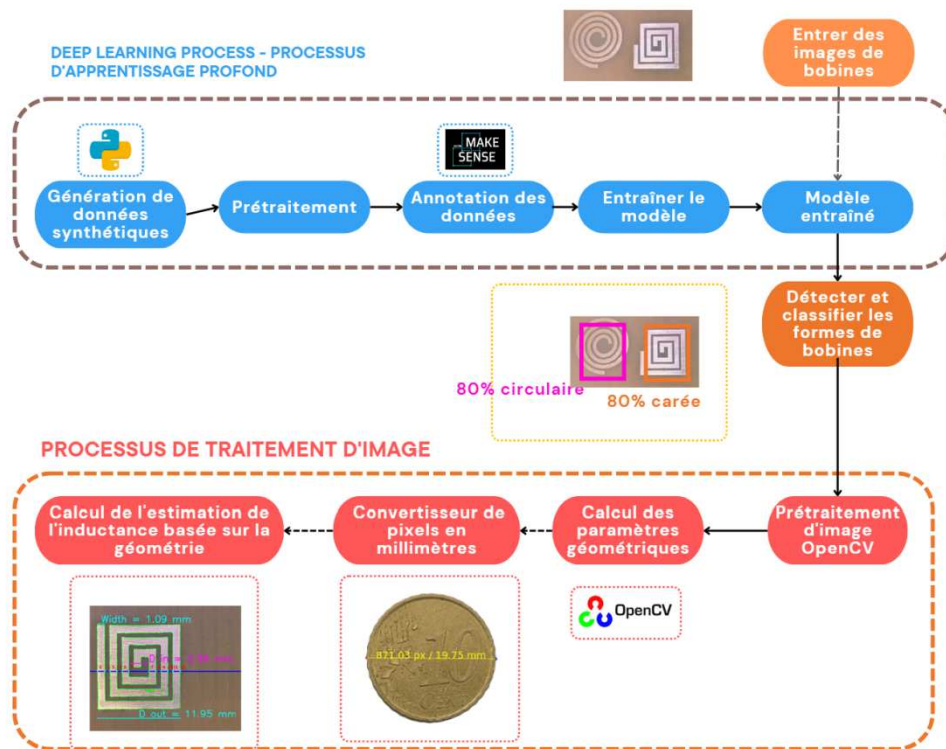 DEEP LEARNING PROCESS - PROCESSUS
D'APPRENTISSAGE PROFOND
Entrer des
images de
bobines
MAKE
SENSE
Génération de
données
synthétiques
Prétraitement
Annotation des
données
Entraîner le
modèle
Modèle
entraîné
Détecter et
classifier les
formes de
bobines
80% circulaire
80% carée
PROCESSUS DE TRAITEMENT D'IMAGE
Calcul de l'estimation de
l'inductance basée sur la
géométrie
Convertisseur de
pixels en
millimètres
Calcul des
paramètres
géométriques
Prétraitement
d'image
OpenCV
OpenCV
Width = 1.09 mm
D out = 11.95 mm
821.03 px / 19.75 mm
10